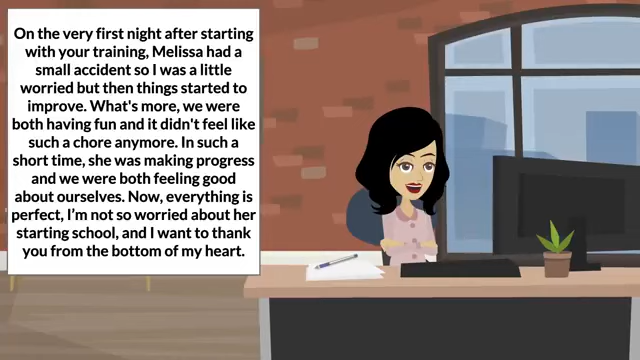 On the very first night after starting
with your training, Melissa had a
small accident so I was a little
worried but then things started to
improve. What's more, we were
both having fun and it didn't feel like
such a chore anymore. In such a
short time, she was making progress
and we were both feeling good
about ourselves. Now, everything is
perfect, I’m not so worried about her
starting school, and I want to thank
you from the bottom of my heart.